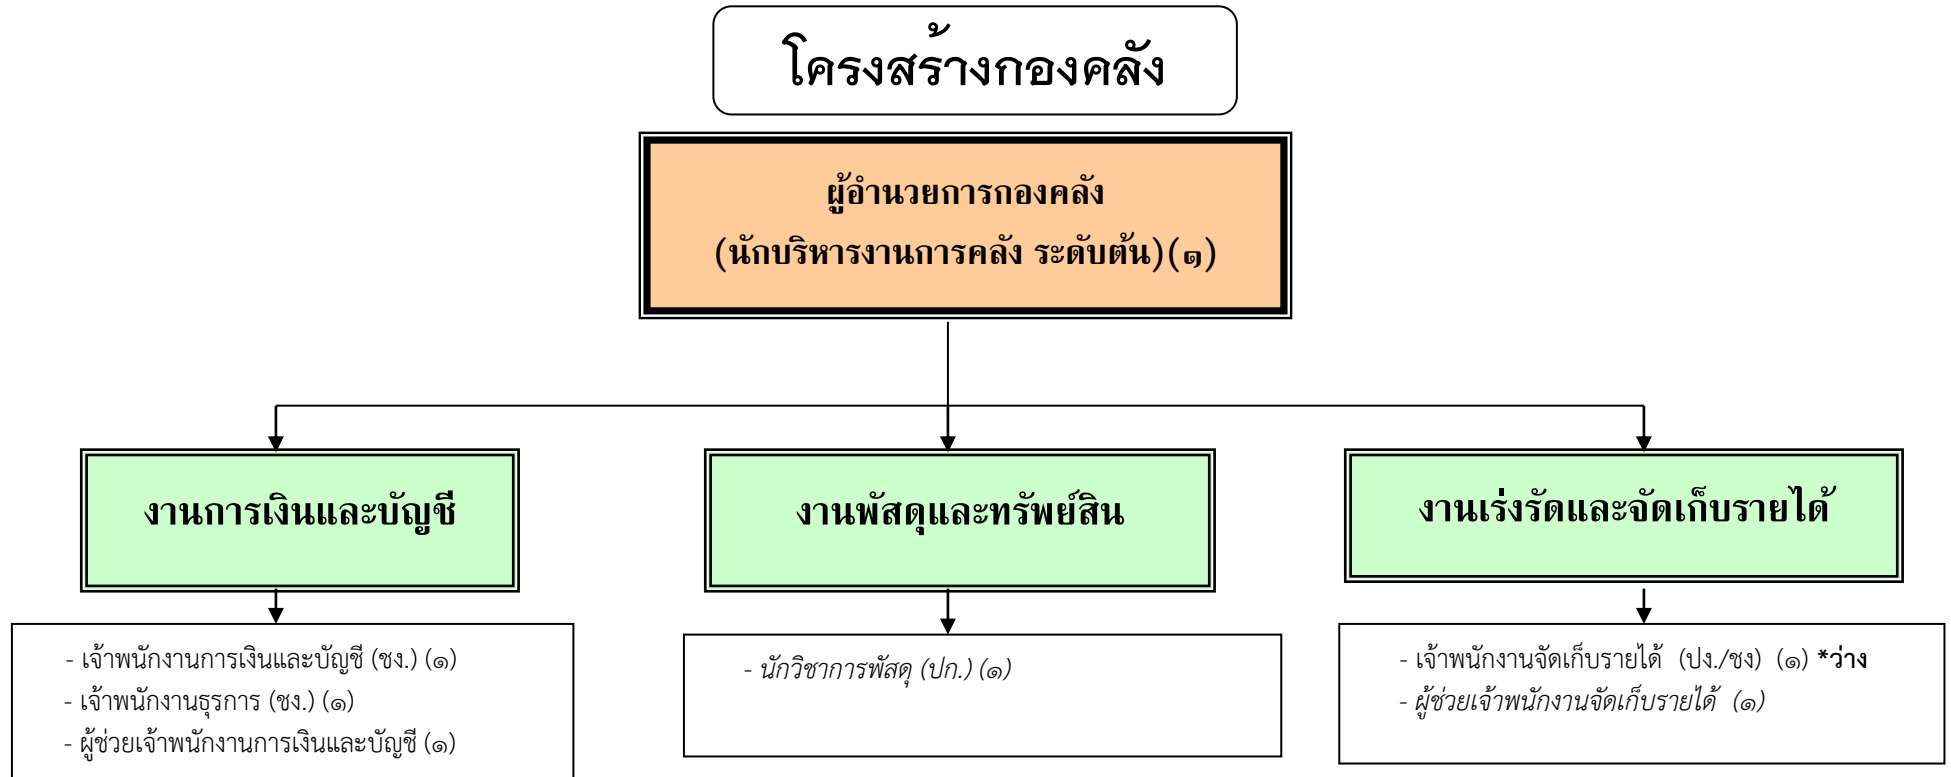 โครงสร้างกองคลัง
ผู้อำนวยการกองคลัง
(นักบริหารงานการคลัง ระดับต้น)(๑)
งานการเงินและบัญชี
งานพัสดุและทรัพย์สิน
งานเร่งรัดและจัดเก็บรายได้
- เจ้าพนักงานการเงินและบัญชี (ชง.) (๑)
- เจ้าพนักงานธุรการ (ชง.) (๑)
- ผู้ช่วยเจ้าพนักงานการเงินและบัญชี (๑)
- นักวิชาการพัสดุ (ปก.) (๑)
- เจ้าพนักงานจัดเก็บรายได้ (ปง./ชง) (๑) *ว่าง
- ผู้ช่วยเจ้าพนักงานจัดเก็บรายได้ (๑)